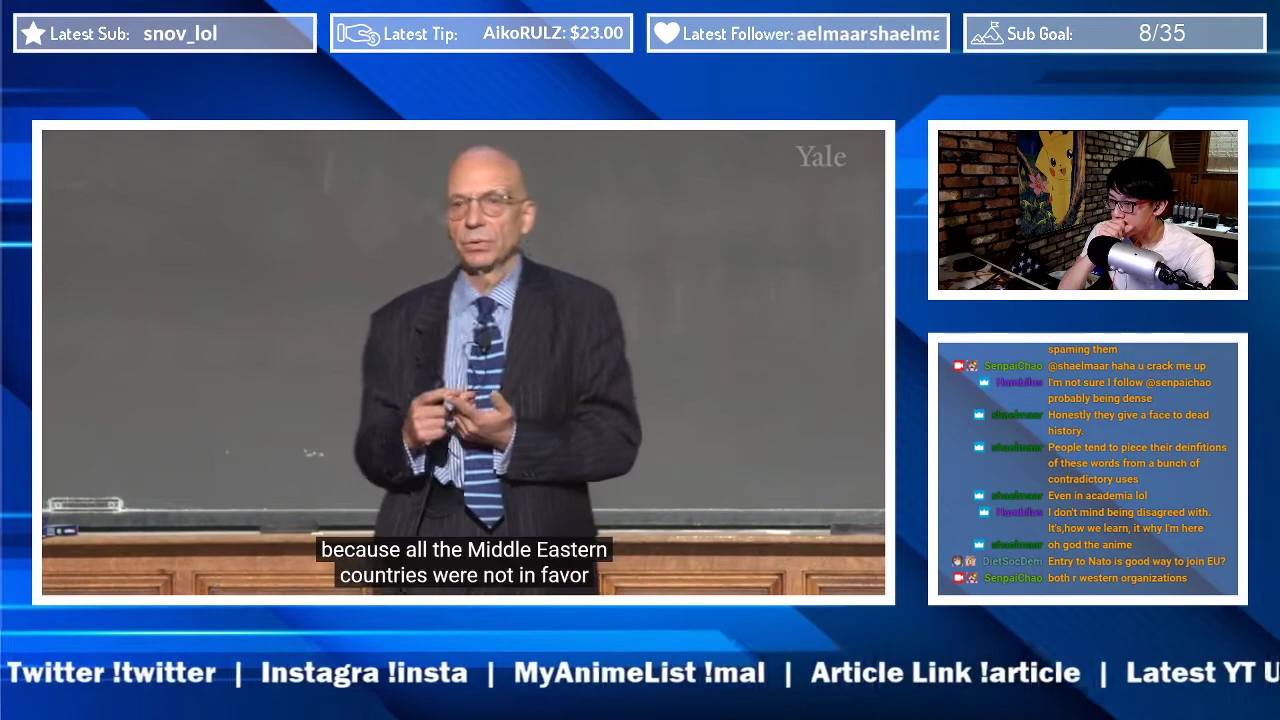 Latest Sub: snov_lol
Latest Tip: AikoRULZ: $23.00
Latest Follower: aelmaarshaelma
Sub Goal: 8/35
Yale
because all the Middle Eastern
countries were not in favor
spaming them
SenpaiChao @shaelmaar haha u crack me up
I'm not sure I follow @senpaichao
probably being dense
shaelmaar Honestly they give a face to dead
history.
shaelmaar People tend to piece their deinfitions
of these words from a bunch of
contradictory uses
shaelmaar Even in academia lol
I don't mind being disagreed with.
It's,how we learn, it why I'm here
shaelmaar oh god the anime
DietSocDem Entry to Nato is good way to join EU?
SenpaiChao both r western organizations
Twitter !twitter | Instagra !insta | MyAnimeList !mal | Article Link !article | Latest YT U